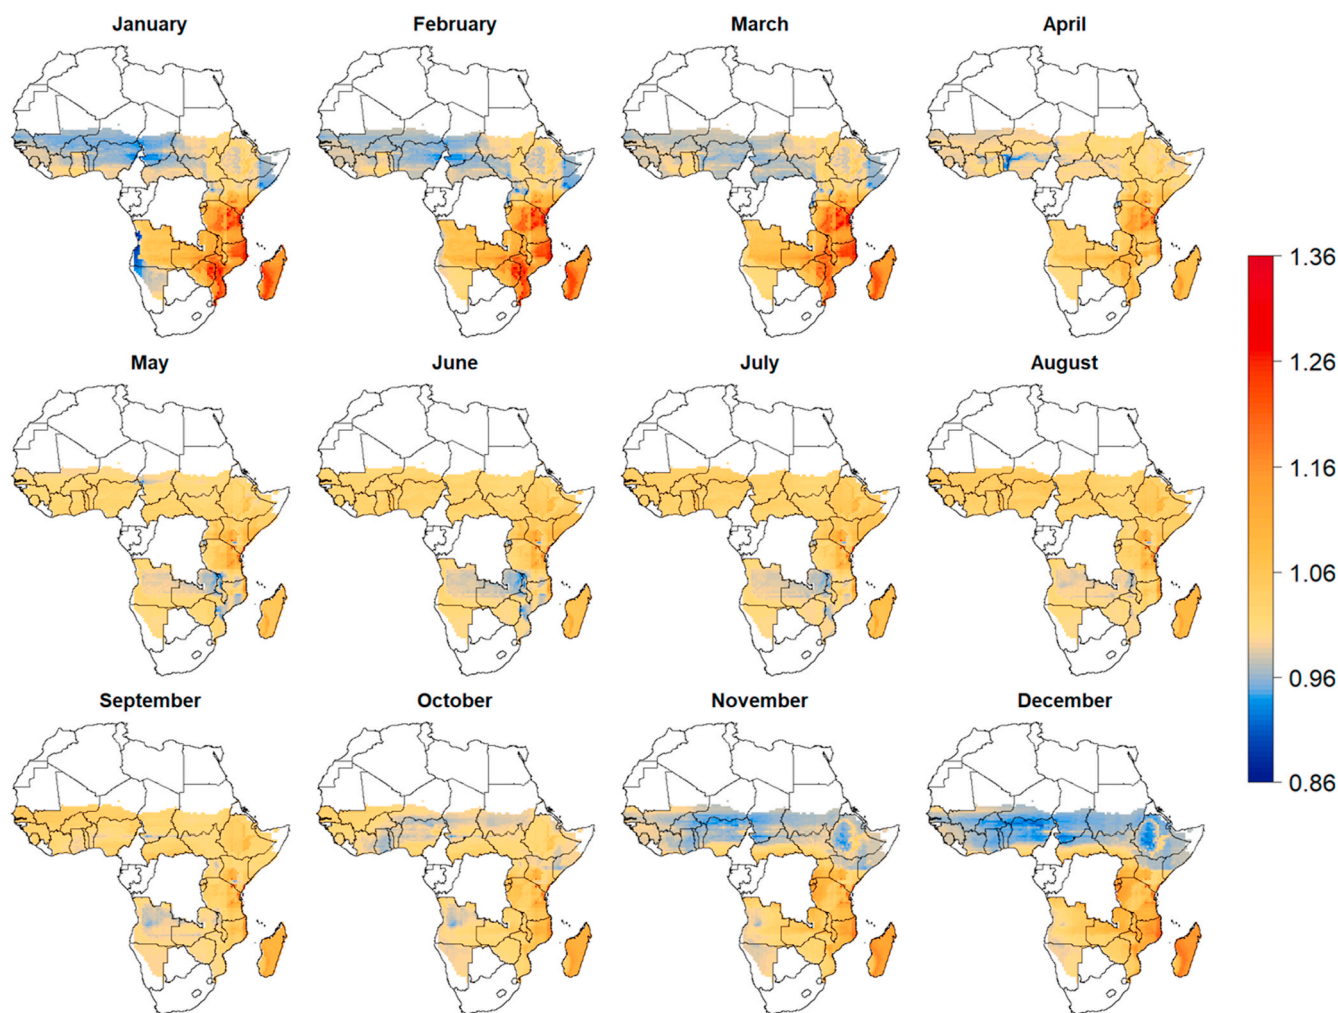 January
February
March
April
May
June
July
August
September
October
November
December
1.36
1.26
1.16
1.06
0.96
0.86